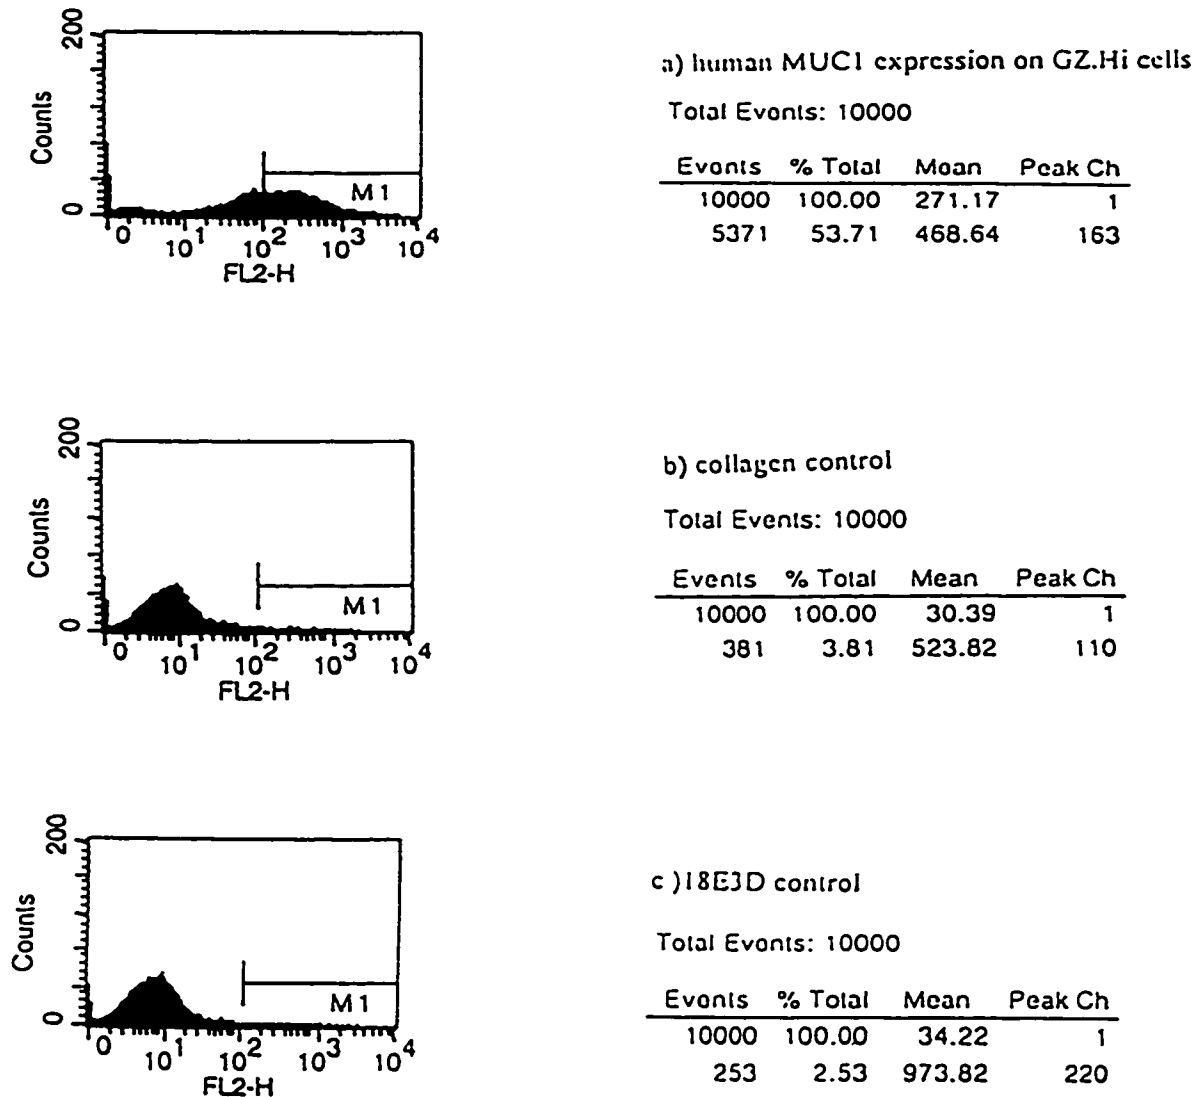 200
Counts
0
M1
0 10¹ 10² 10³ 10⁴
FL2-H
a) human MUC1 expression on GZ.Hi cells
Total Events: 10000
Events % Total Mean Peak Ch
10000 100.00 271.17 1
5371 53.71 468.64 163
200
Counts
0
M1
0 10¹ 10² 10³ 10⁴
FL2-H
b) collagen control
Total Events: 10000
Events % Total Mean Peak Ch
10000 100.00 30.39 1
381 3.81 523.82 110
200
Counts
0
M1
0 10¹ 10² 10³ 10⁴
FL2-H
c )18E3D control
Total Events: 10000
Events % Total Mean Peak Ch
10000 100.00 34.22 1
253 2.53 973.82 220